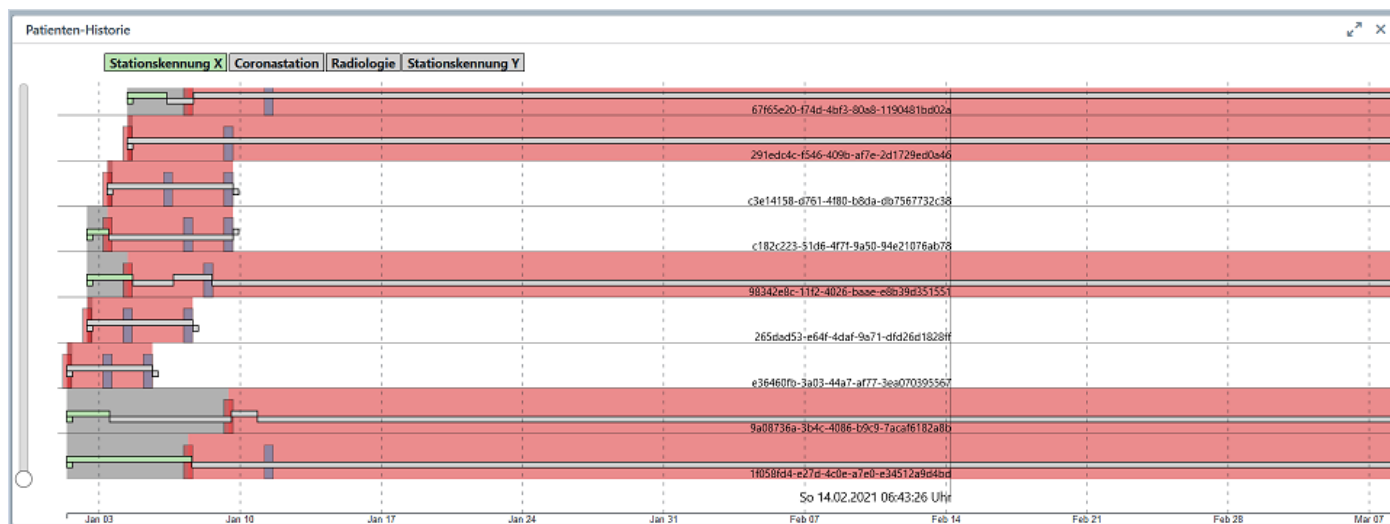 Patienten-Historie
Stationskennung X Coronastation Radiologie Stationskennung Y
67f65e20-f74d-4bf3-80a8-1190481bd02a
291edc4c-f546-409b-af7e-2d1729ed0a46
c3e14158-d761-4f80-b8da-db7567732c38
c182c223-51d6-4f7f-9a50-94e21076ab78
98342e8c-11f2-4026-baae-e8b39d351551
265dad53-e64f-4daf-9a71-dfd26d1828ff
e36460fb-3a03-44a7-af77-3ea070395567
9a08736a-3b4c-4086-b9c9-7acaf6182a8b
1f058fd4-e27d-4c0e-a7e0-e34512a9d4bd
So 14.02.2021 06:43:26 Uhr
Jan 03 Jan 10 Jan 17 Jan 24 Jan 31 Feb 07 Feb 14 Feb 21 Feb 28 Mar 07